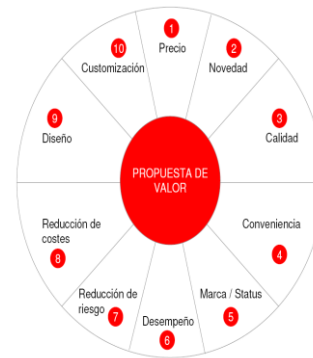 1
Precio
2
Novedad
3
Calidad
Conveniencia
4
Marca / Status
5
Desempeño
6
Reducción de
riesgo
7
Reducción de
costes
8
9
Diseño
10
Customización
PROPUESTA DE
VALOR